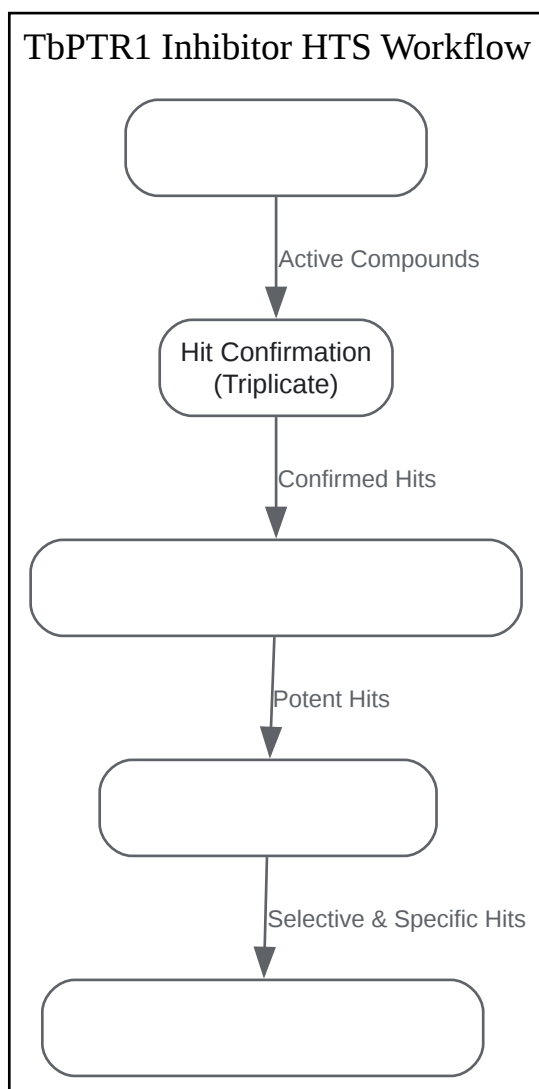 TbPTR1 Inhibitor HTS Workflow
Active Compounds
Hit Confirmation
(Triplicate)
Confirmed Hits
Potent Hits
Selective & Specific Hits